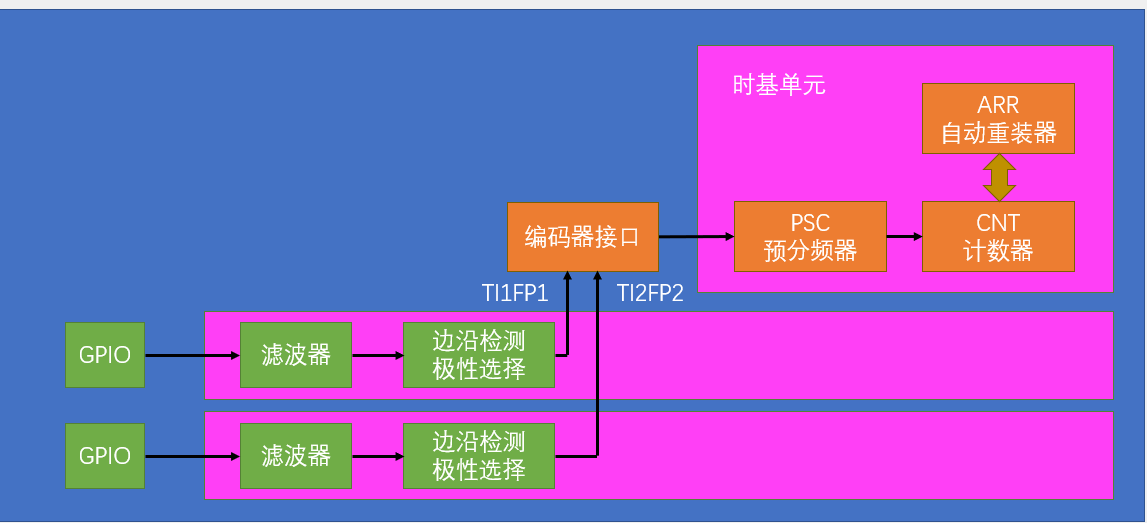 时基单元
ARR
自动重装器
编码器接口
PSC
预分频器
CNT
计数器
TI1FP1
TI2FP2
GPIO
滤波器
边沿检测
极性选择
GPIO
滤波器
边沿检测
极性选择